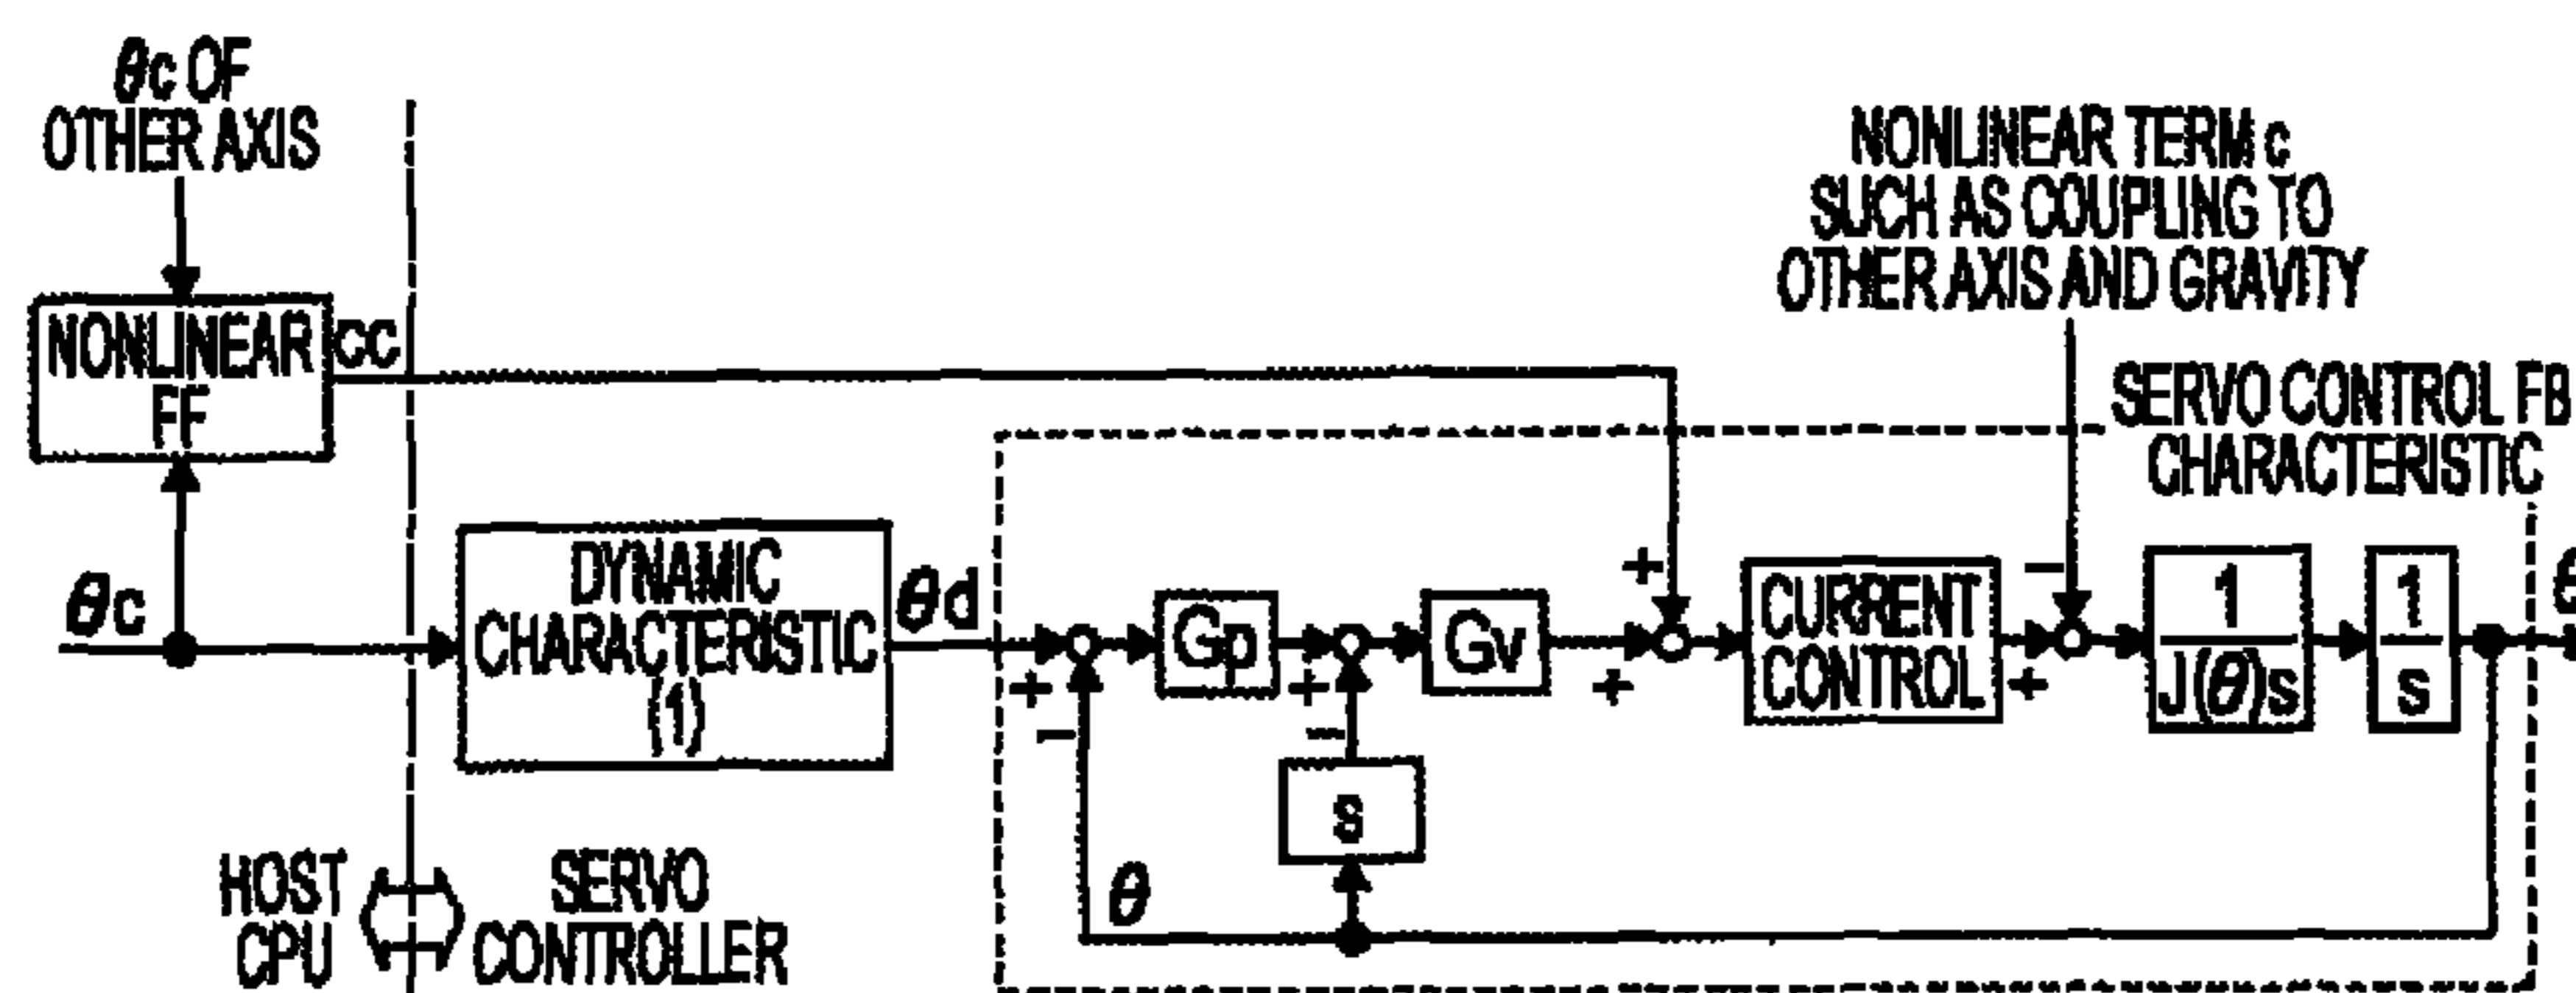 θc OF
OTHER AXIS
NONLINEAR TERM c
SUCH AS COUPLING TO
OTHER AXIS AND GRAVITY
NONLINEAR
FF
cc
SERVO CONTROL FB
CHARACTERISTIC
θc
DYNAMIC
CHARACTERISTIC
(1)
θd
+
−
Gp
+
−
Gv
+
+
CURRENT
CONTROL
−
+
1
J(θ)s
1
s
θ
s
θ
HOST
CPU
SERVO
CONTROLLER